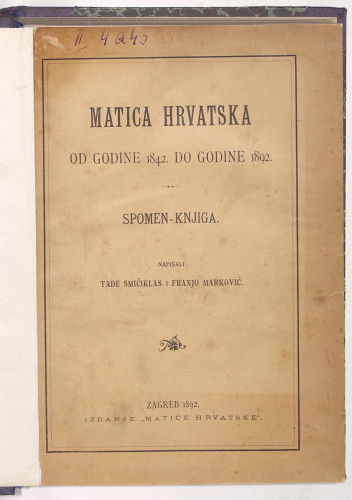 II 4242
MATICA HRVATSKA
OD GODINE 1842. DO GODINE 1892.
SPOMEN-KNJIGA.
NAPISALI
TADE SMIČIKLAS I FRANJO MARKOVIĆ.
ZAGREB 1892.
IZDANJE „MATICE HRVATSKE“.